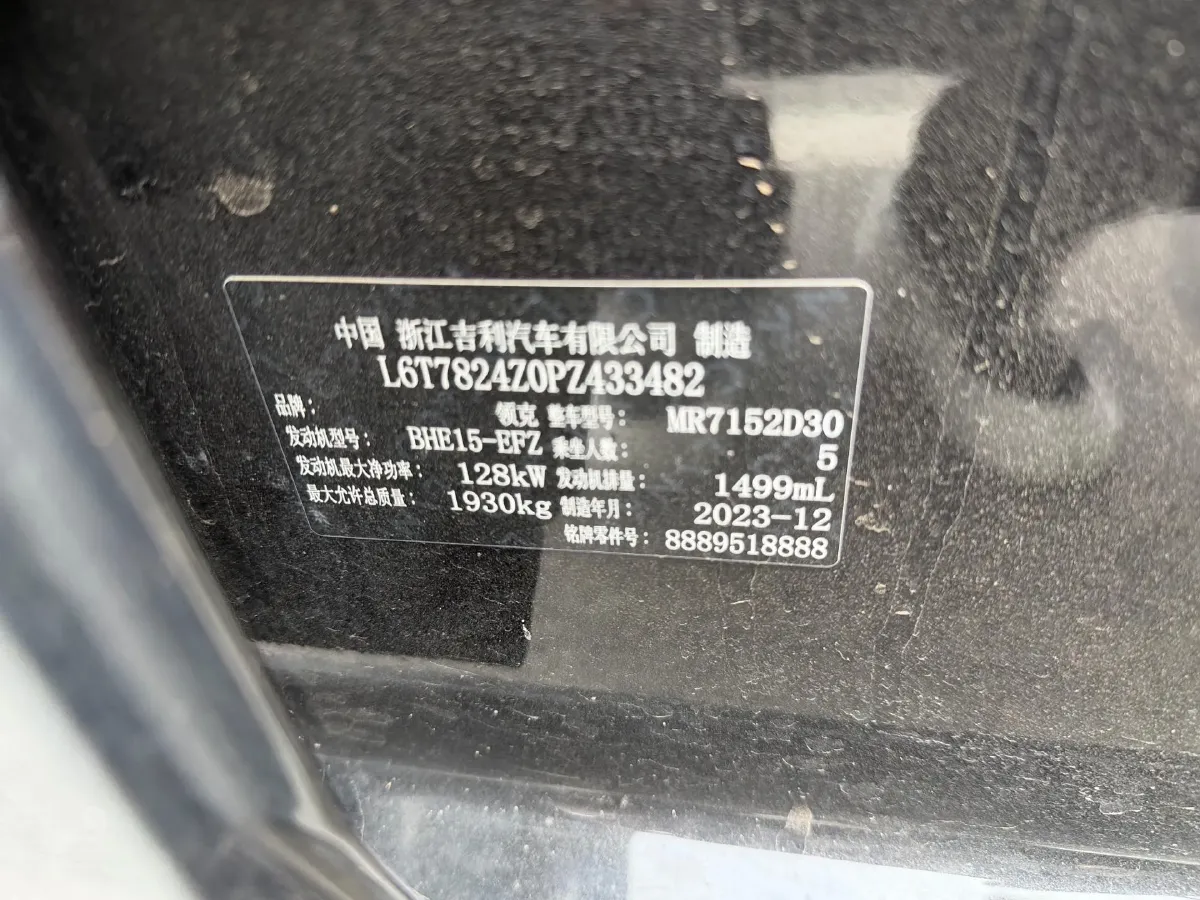 中国 浙江吉利汽车有限公司 制造
L6T7824Z0PZ433482
品牌： 领克 整车型号： MR7152D30
发动机型号： BHE15-EFZ 乘坐人数： 5
发动机最大净功率： 128kW 发动机排量： 1499mL
最大允许总质量： 1930kg 制造年月： 2023-12
铭牌零件号： 8889518888